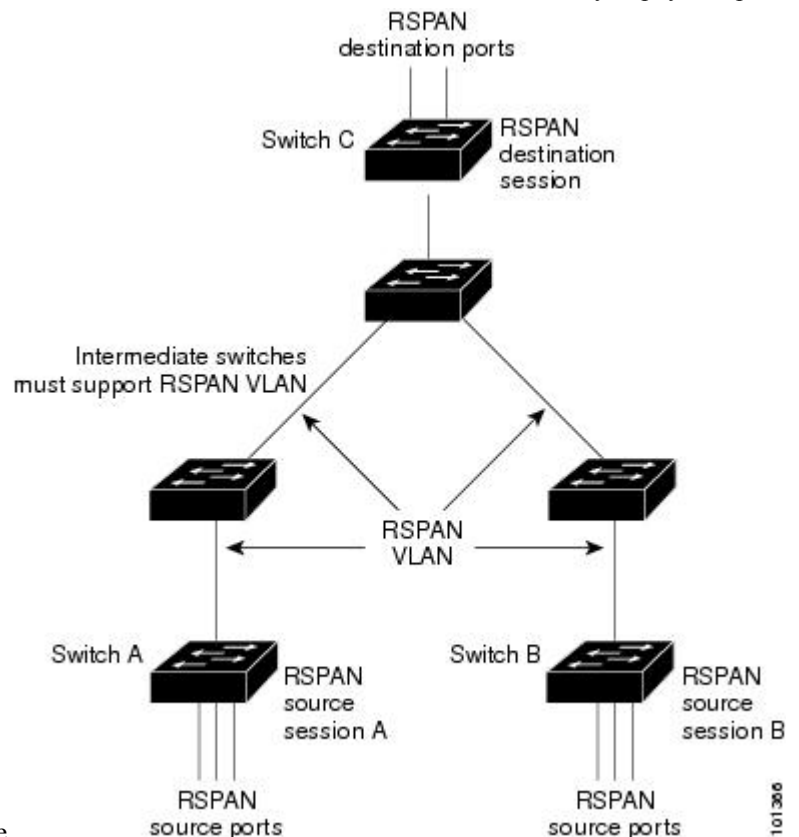 RSPAN
destination ports
Switch C
RSPAN
destination
session
Intermediate switches
must support RSPAN VLAN
RSPAN
VLAN
Switch A
RSPAN
source
session A
Switch B
RSPAN
source
session B
RSPAN
source ports
RSPAN
source ports
101366